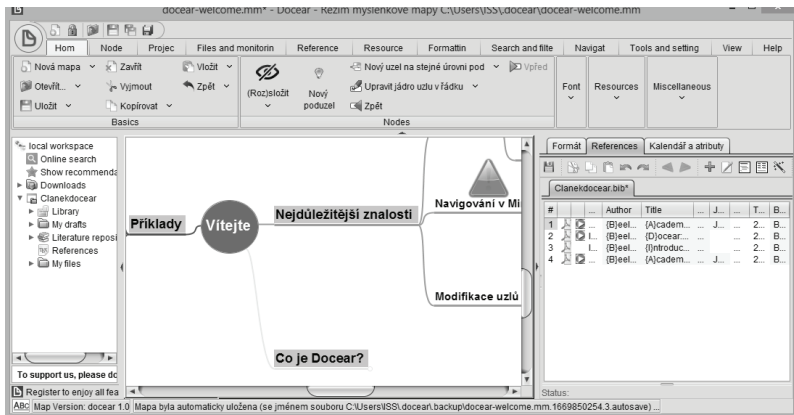 docear-welcome.mm* - Docear - Režim myšlenkové mapy C:\Users\ISS\.docear\docear-welcome.mm
Hom Node Projec Files and monitorin Reference Resource Formattin Search and filte Navigat Tools and setting View Help
Nová mapa Zavřít Vložit
Otevřít... Vyjmout Zpět
Uložit Kopírovat
Basics
(Roz)složit
Nový poduzel
Nový uzel na stejné úrovni pod Vpřed
Upravit jádro uzlu v řádku
Zpět
Nodes
Font Resources Miscellaneous
local workspace
Online search
Show recommenda
Downloads
Clanekdocear
Library
My drafts
Literature reposi
References
My files
To support us, please do
Register to enjoy all fea
Příklady
Vítejte
Nejdůležitější znalosti
Navigování v Mi
Modifikace uzlů
Co je Docear?
Formát References Kalendář a atributy
Clanekdocear.bib*
# ... Author Title ... J... ... T... B...
1 ... {B}eel... {A}cadem... ... J... ... 2... B...
2 I... {B}eel... {D}ocear:... ... ... 2... B...
3 I... {B}eel... {I}ntroduc... ... ... 2... B...
4 ... {B}eel... {A}cadem... ... J... ... 2... B...
Status:
ABC Map Version: docear 1.0 Mapa byla automaticky uložena (se jménem souboru C:\Users\ISS\.docear\.backup\docear-welcome.mm.1669850254.3.autosave) ...